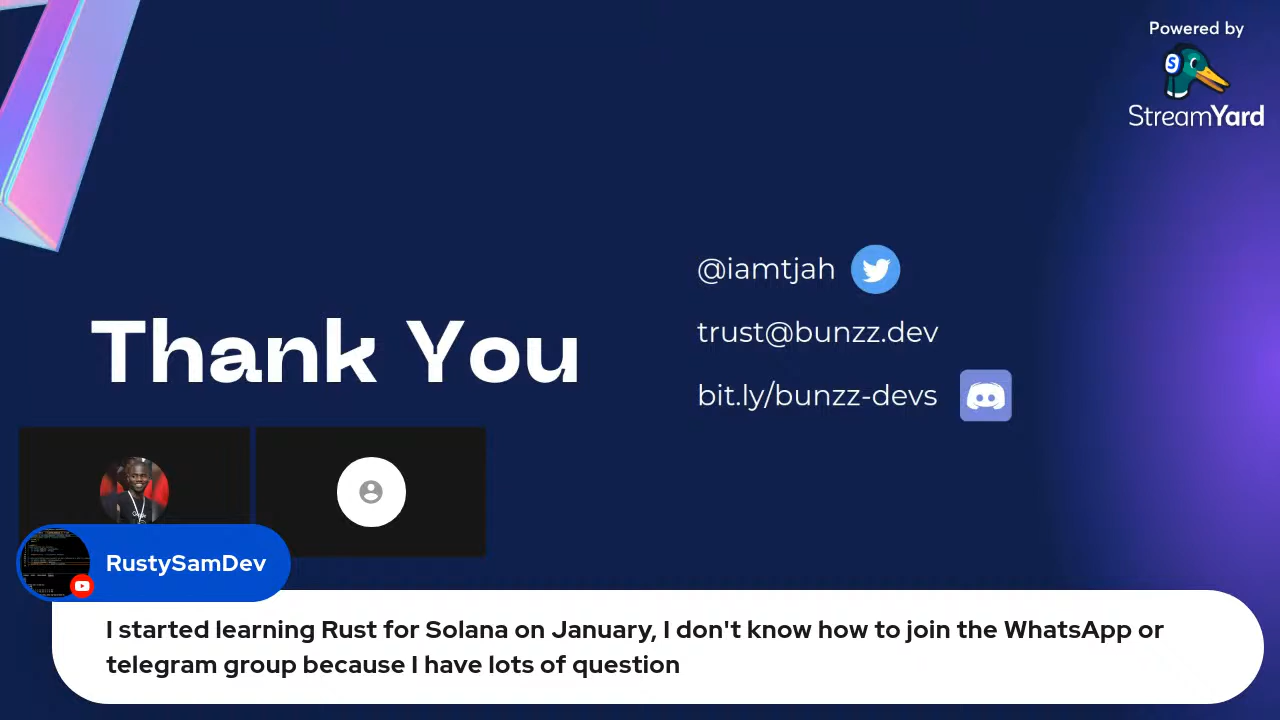 Powered by
StreamYard
@iamtjah
Thank You
trust@bunzz.dev
bit.ly/bunzz-devs
RustySamDev
I started learning Rust for Solana on January, I don't know how to join the WhatsApp or
telegram group because I have lots of question